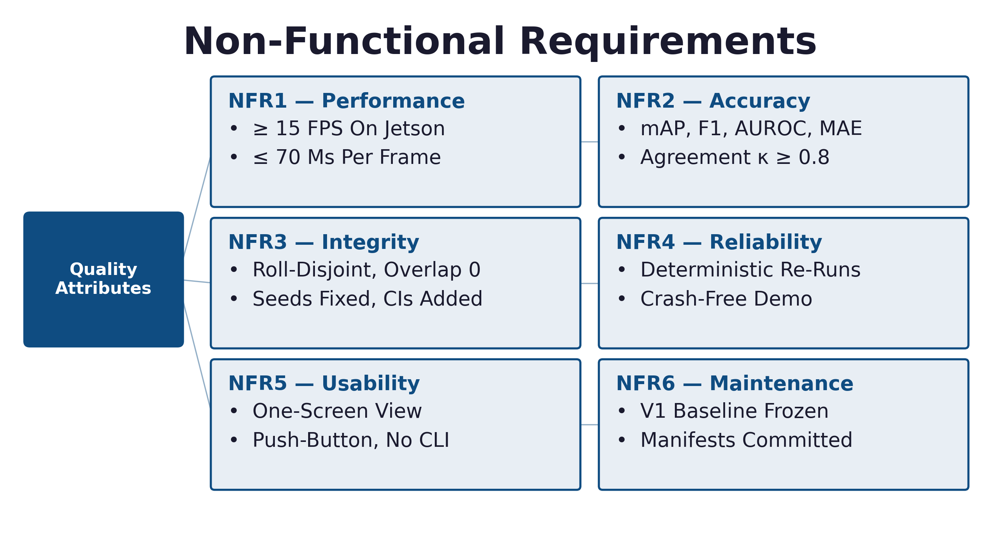 Non-Functional Requirements
Quality
Attributes
NFR1 — Performance
• ≥ 15 FPS On Jetson
• ≤ 70 Ms Per Frame
NFR2 — Accuracy
• mAP, F1, AUROC, MAE
• Agreement κ ≥ 0.8
NFR3 — Integrity
• Roll-Disjoint, Overlap 0
• Seeds Fixed, CIs Added
NFR4 — Reliability
• Deterministic Re-Runs
• Crash-Free Demo
NFR5 — Usability
• One-Screen View
• Push-Button, No CLI
NFR6 — Maintenance
• V1 Baseline Frozen
• Manifests Committed